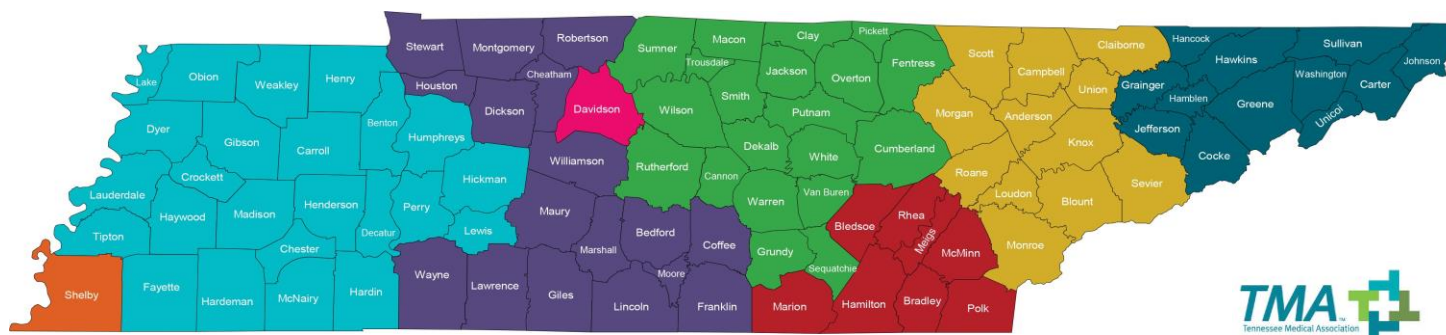 Lake
Obion
Weakley
Henry
Dyer
Gibson
Carroll
Benton
Humphreys
Lauderdale
Crockett
Haywood
Madison
Henderson
Decatur
Perry
Hickman
Lewis
Tipton
Chester
Fayette
Hardeman
McNairy
Hardin
Shelby
Stewart
Montgomery
Robertson
Houston
Cheatham
Dickson
Davidson
Williamson
Maury
Marshall
Bedford
Coffee
Moore
Wayne
Lawrence
Giles
Lincoln
Franklin
Sumner
Macon
Trousdale
Clay
Pickett
Jackson
Overton
Fentress
Wilson
Smith
Putnam
Rutherford
Cannon
Dekalb
White
Cumberland
Warren
Van Buren
Grundy
Sequatchie
Bledsoe
Rhea
Meigs
McMinn
Marion
Hamilton
Bradley
Polk
Scott
Campbell
Claiborne
Union
Morgan
Anderson
Knox
Roane
Loudon
Blount
Sevier
Monroe
Hancock
Hawkins
Sullivan
Johnson
Grainger
Hamblen
Greene
Washington
Carter
Unicoi
Jefferson
Cocke
TMA™
Tennessee Medical Association